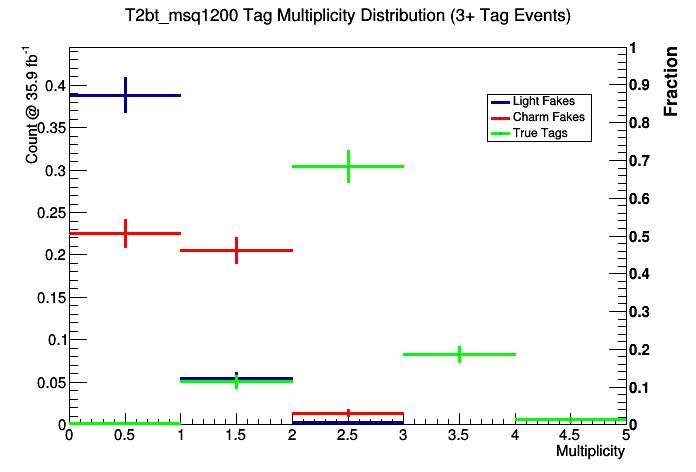 T2bt_msq1200 Tag Multiplicity Distribution (3+ Tag Events)
Count @ 35.9 fb⁻¹
0.4
0.35
0.3
0.25
0.2
0.15
0.1
0.05
0
Light Fakes
Charm Fakes
True Tags
1
0.9
0.8
0.7
0.6
0.5
0.4
0.3
0.2
0.1
0
Fraction
0 0.5 1 1.5 2 2.5 3 3.5 4 4.5 5
Multiplicity